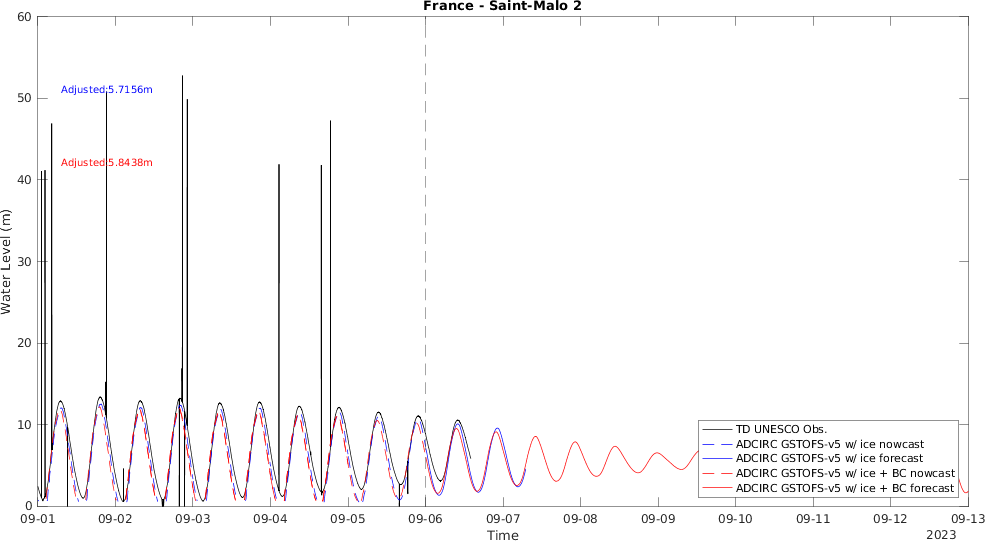 France - Saint-Malo 2
60
50
40
30
20
10
0
Water Level (m)
Adjusted:5.7156m
Adjusted:5.8438m
TD UNESCO Obs.
ADCIRC GSTOFS-v5 w/ ice nowcast
ADCIRC GSTOFS-v5 w/ ice forecast
ADCIRC GSTOFS-v5 w/ ice + BC nowcast
ADCIRC GSTOFS-v5 w/ ice + BC forecast
09-01 09-02 09-03 09-04 09-05 09-06 09-07 09-08 09-09 09-10 09-11 09-12 09-13
Time
2023